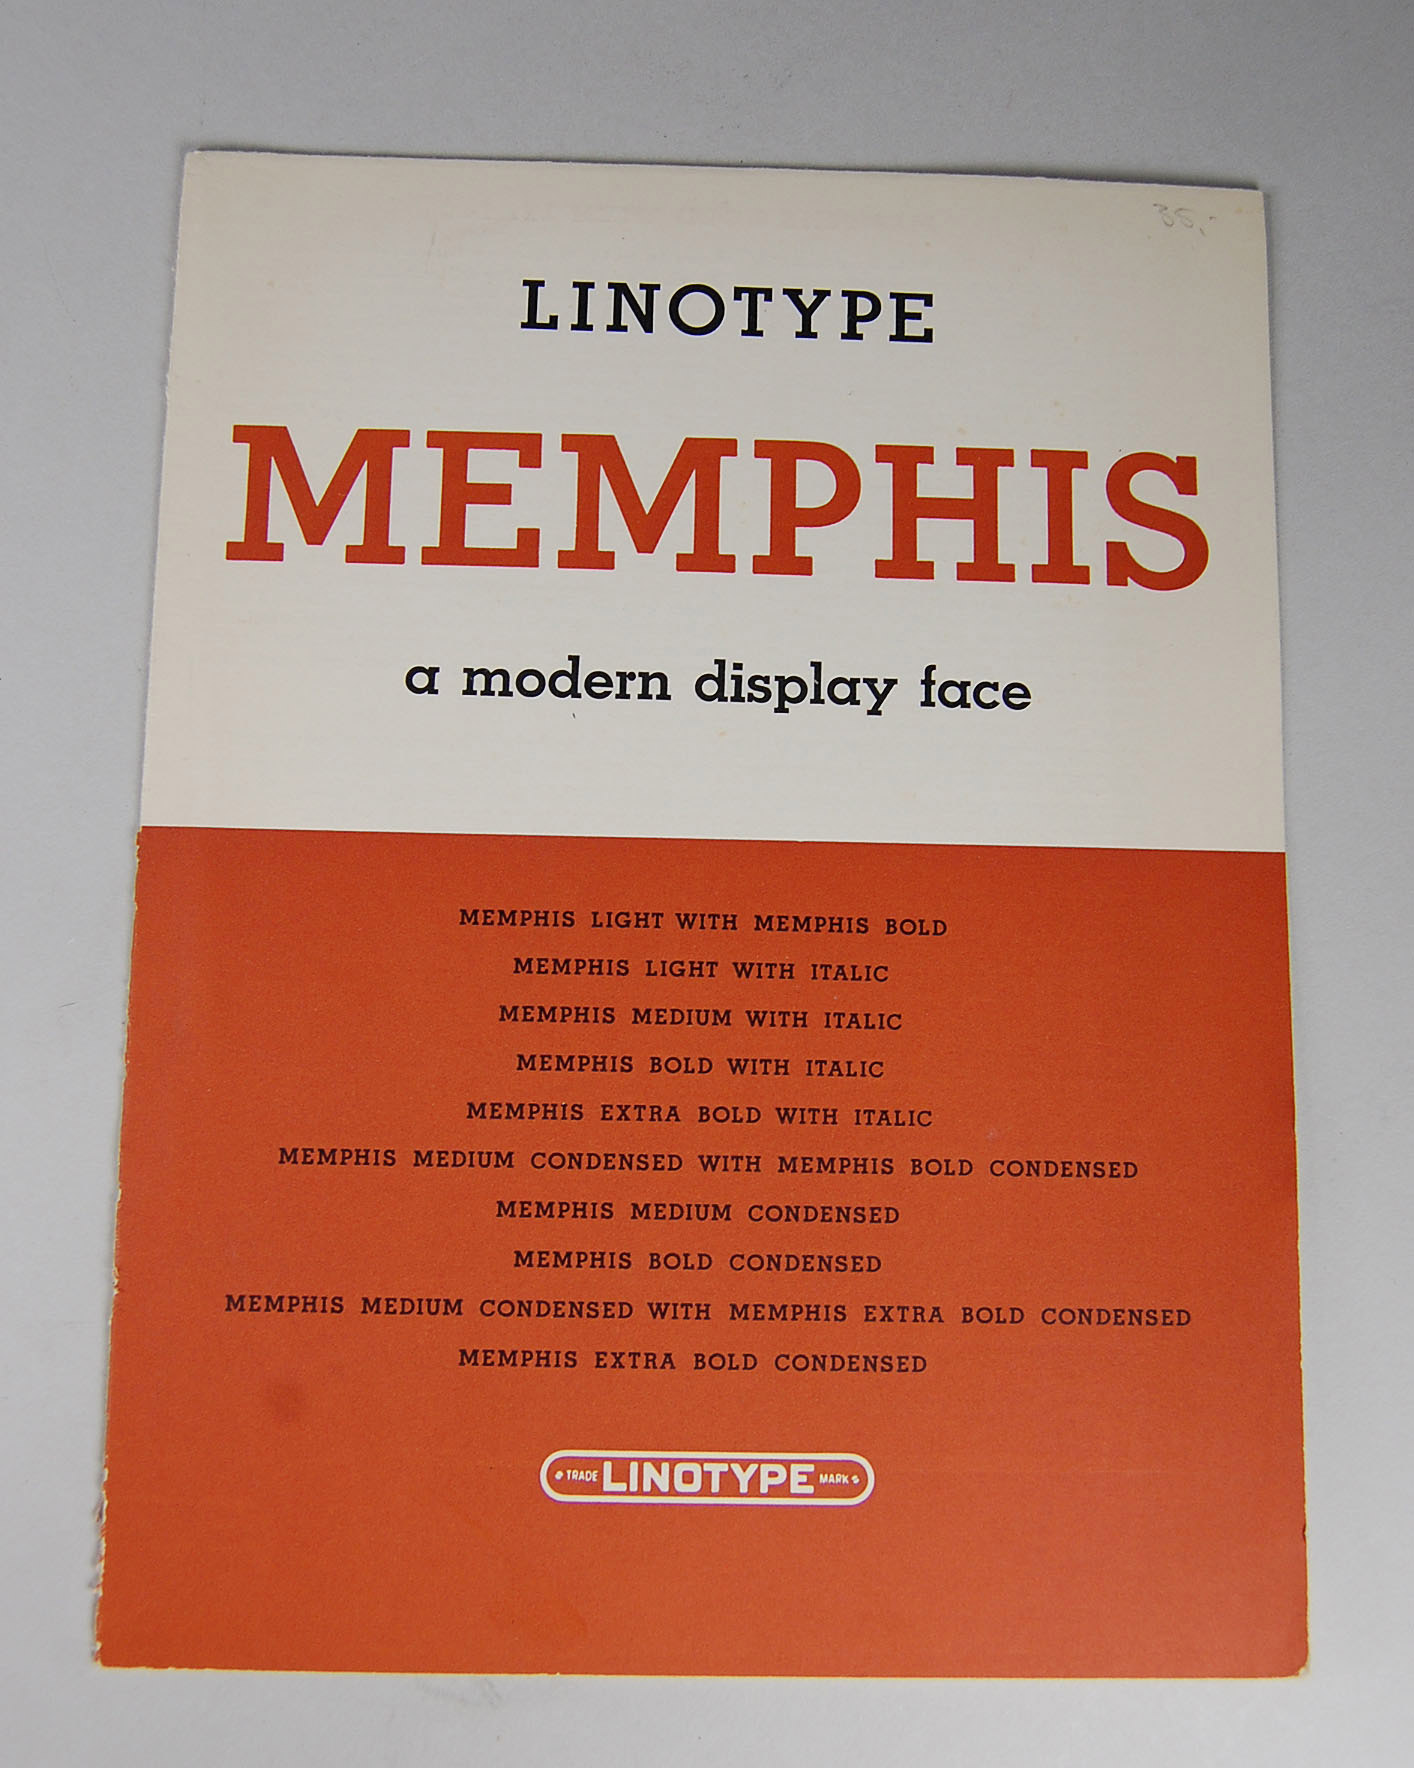 38,-
LINOTYPE
MEMPHIS
a modern display face
MEMPHIS LIGHT WITH MEMPHIS BOLD
MEMPHIS LIGHT WITH ITALIC
MEMPHIS MEDIUM WITH ITALIC
MEMPHIS BOLD WITH ITALIC
MEMPHIS EXTRA BOLD WITH ITALIC
MEMPHIS MEDIUM CONDENSED WITH MEMPHIS BOLD CONDENSED
MEMPHIS MEDIUM CONDENSED
MEMPHIS BOLD CONDENSED
MEMPHIS MEDIUM CONDENSED WITH MEMPHIS EXTRA BOLD CONDENSED
MEMPHIS EXTRA BOLD CONDENSED
TRADE LINOTYPE MARK